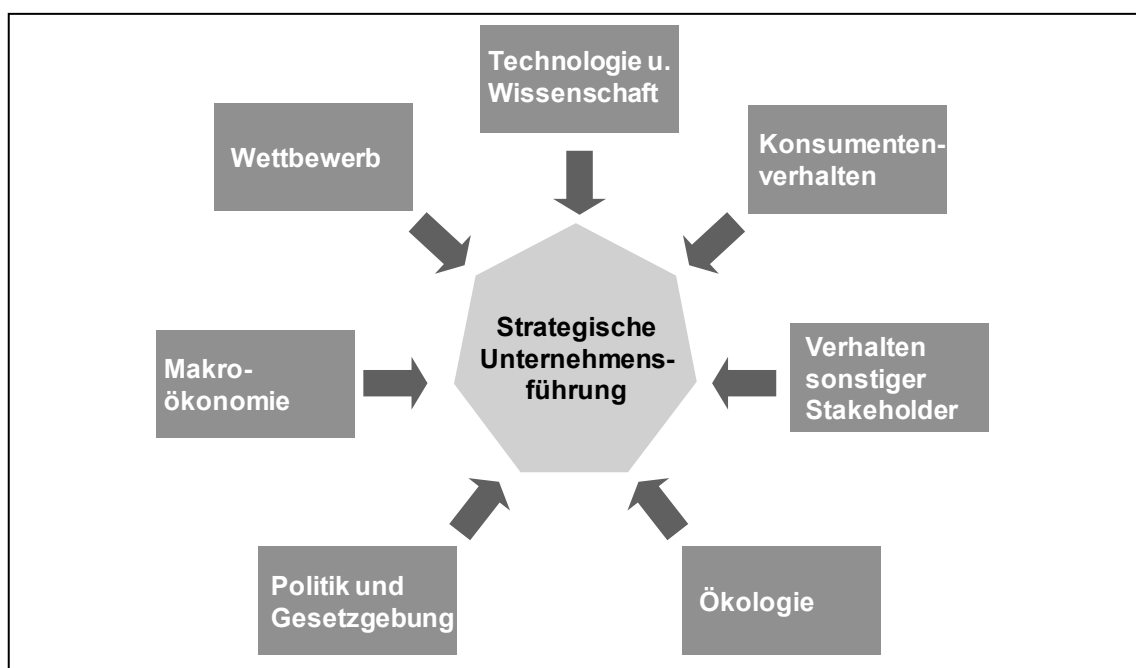 Technologie u.
Wissenschaft
Wettbewerb
Konsumenten-
verhalten
Strategische
Unternehmens-
führung
Makro-
ökonomie
Verhalten
sonstiger
Stakeholder
Politik und
Gesetzgebung
Ökologie